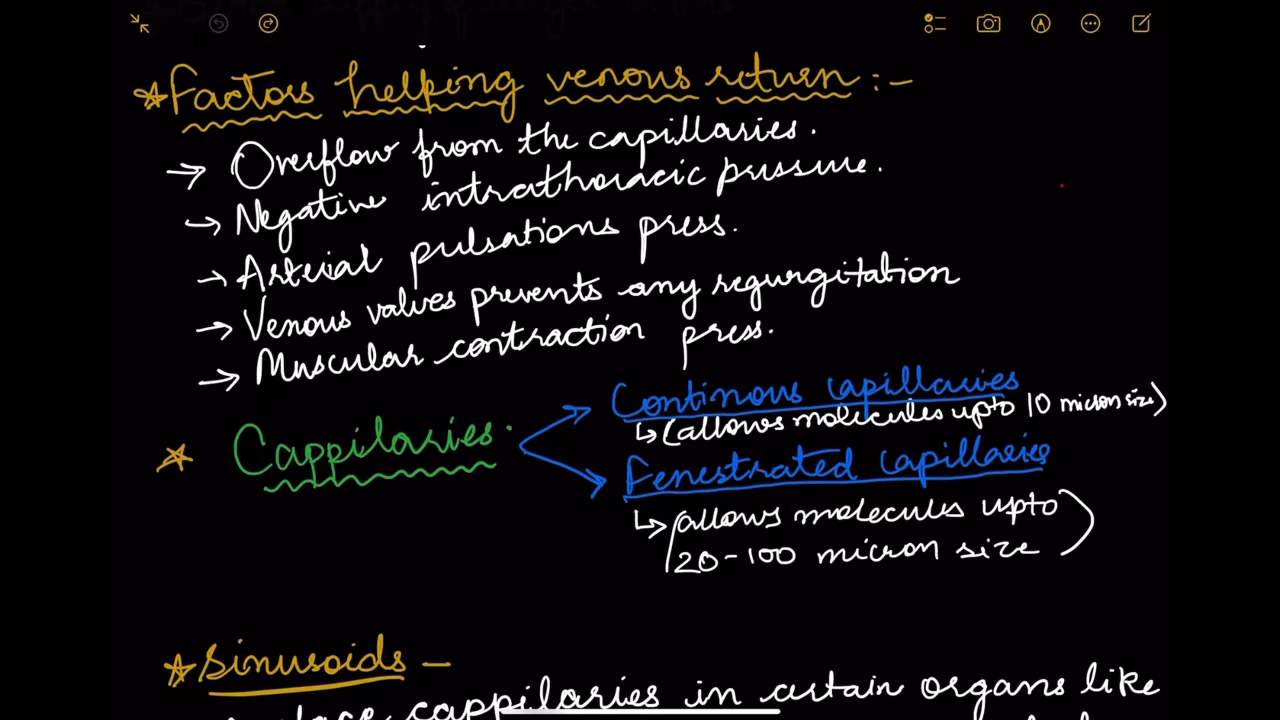 *Factors helping venous return :-
→ Overflow from the capillaries.
→ Negative intrathoracic pressure.
→ Arterial pulsations press.
→ Venous valves prevents any regurgitation
→ Muscular contraction press.
* Cappilaries.
Continous capillaries
↳ (allows molecules upto 10 micron size)
Fenestrated capillaries
↳ (allows molecules upto
20-100 micron size)
*Sinusoids -
cappilaries in certain organs like